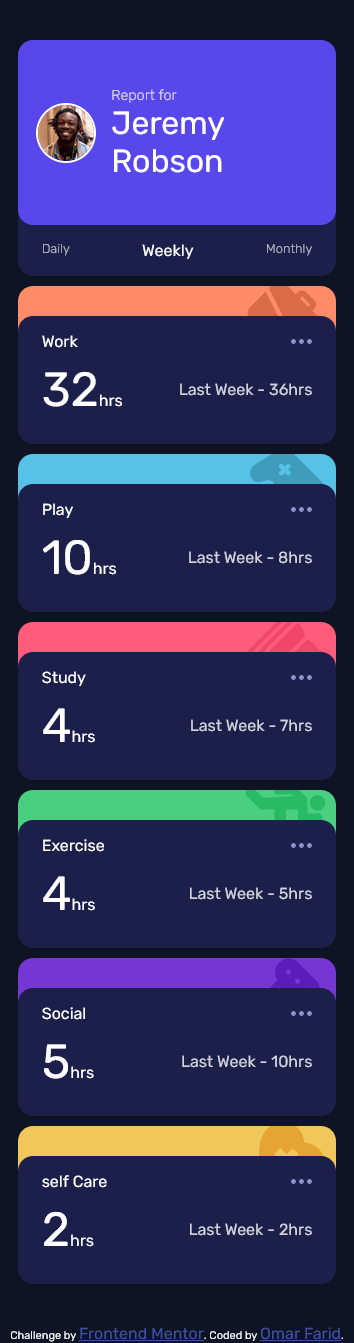 Report for
Jeremy
Robson
Daily Weekly Monthly
Work
32hrs Last Week - 36hrs
Play
10hrs Last Week - 8hrs
Study
4hrs Last Week - 7hrs
Exercise
4hrs Last Week - 5hrs
Social
5hrs Last Week - 10hrs
self Care
2hrs Last Week - 2hrs
Challenge by Frontend Mentor. Coded by Omar Farid.